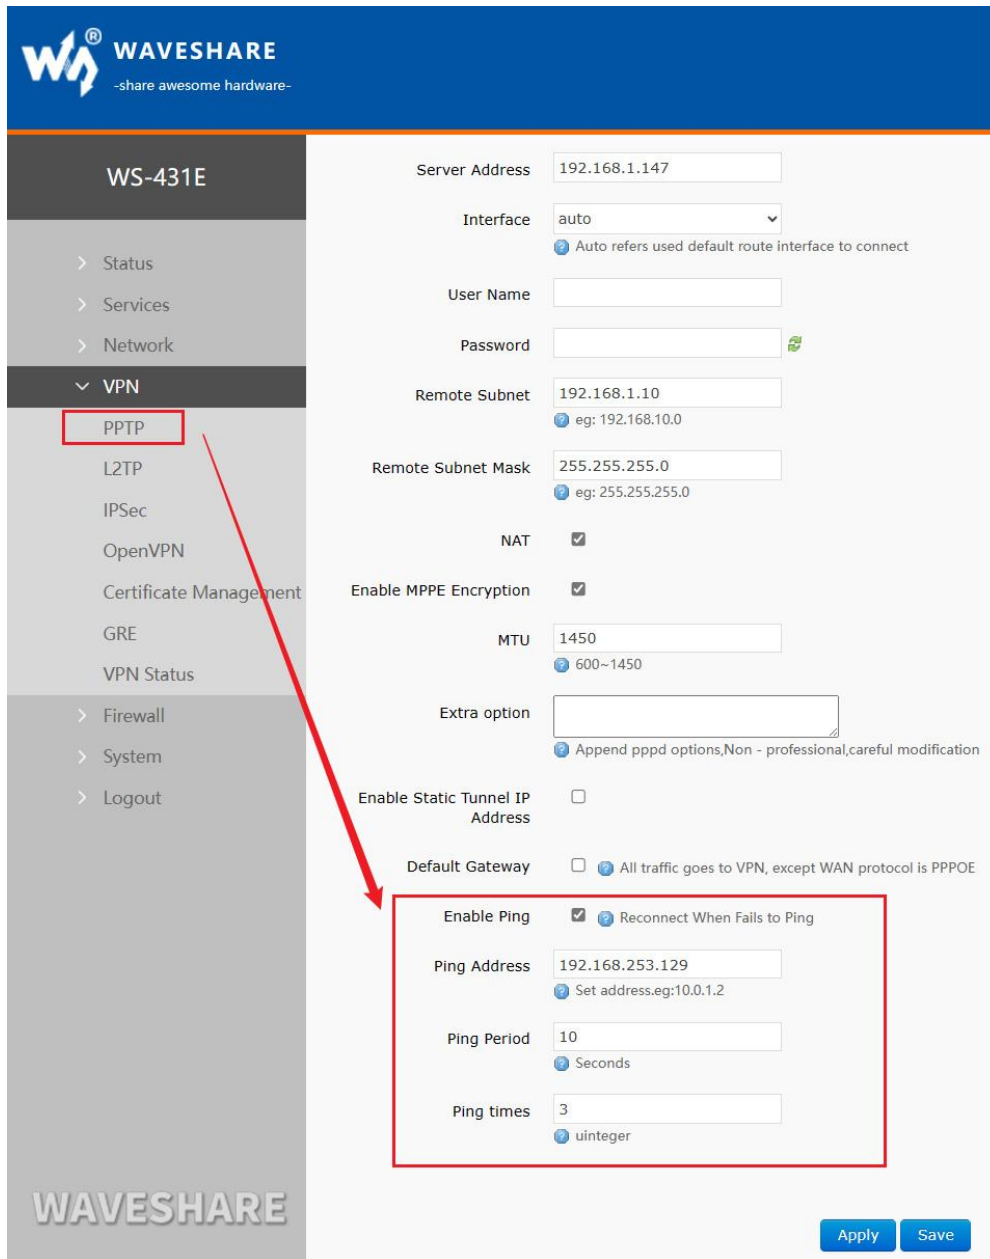 WAVESHARE
®
-share awesome hardware-
WS-431E
Status
Services
Network
VPN
PPTP
L2TP
IPSec
OpenVPN
Certificate Management
GRE
VPN Status
Firewall
System
Logout
WAVESHARE
Server Address 192.168.1.147
Interface auto
Auto refers used default route interface to connect
User Name
Password
Remote Subnet 192.168.1.10
eg: 192.168.10.0
Remote Subnet Mask 255.255.255.0
eg: 255.255.255.0
NAT
Enable MPPE Encryption
MTU 1450
600~1450
Extra option
Append pppd options,Non - professional,careful modification
Enable Static Tunnel IP
Address
Default Gateway All traffic goes to VPN, except WAN protocol is PPPOE
Enable Ping Reconnect When Fails to Ping
Ping Address 192.168.253.129
Set address.eg:10.0.1.2
Ping Period 10
Seconds
Ping times 3
uinteger
Apply Save